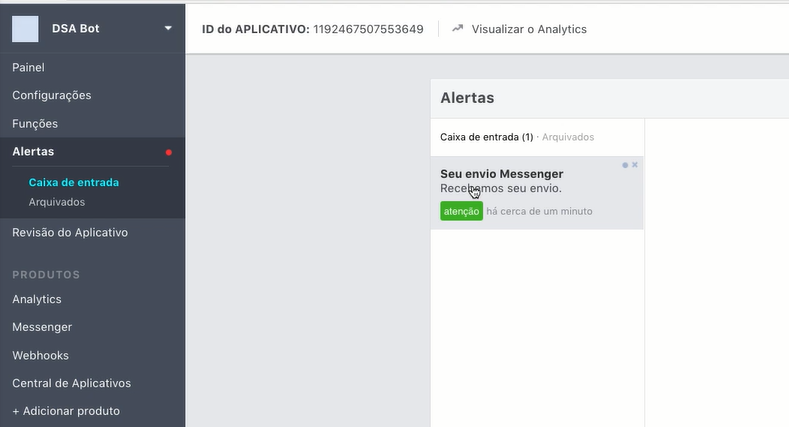 DSA Bot
ID do APLICATIVO: 1192467507553649
Visualizar o Analytics
Painel
Configurações
Funções
Alertas
Caixa de entrada
Arquivados
Revisão do Aplicativo
PRODUTOS
Analytics
Messenger
Webhooks
Central de Aplicativos
+ Adicionar produto
Alertas
Caixa de entrada (1) · Arquivados
Seu envio Messenger
Recebemos seu envio.
atenção há cerca de um minuto